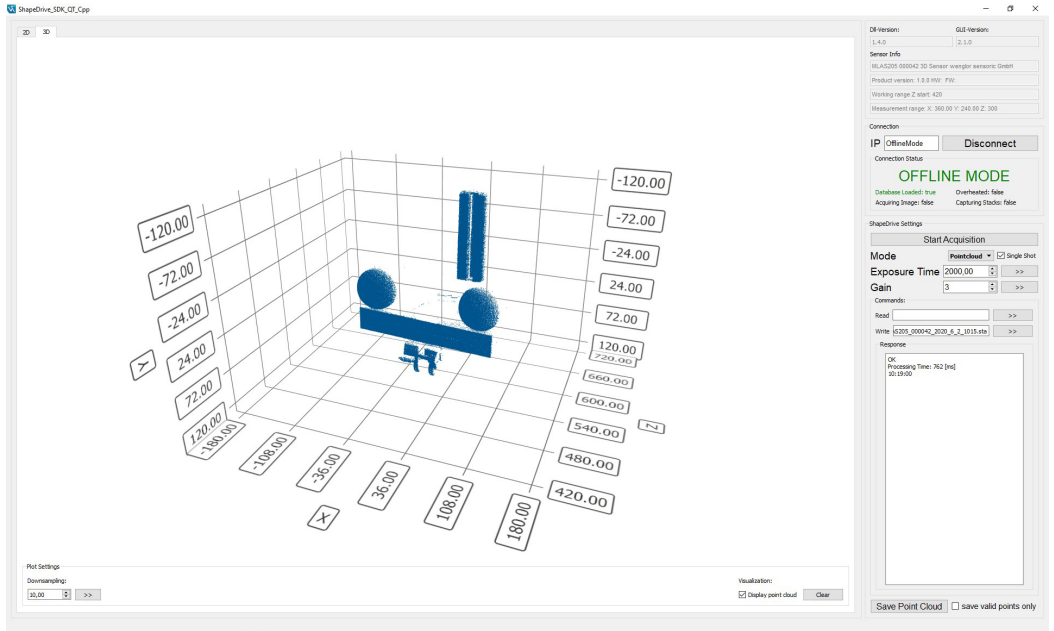 ShapeDrive_SDK_QT_Cpp
2D 3D
-120.00
-72.00
-24.00
24.00
72.00
120.00
Y
-120.00
-72.00
-24.00
24.00
72.00
120.00
720.00
660.00
600.00
540.00
480.00
420.00
Z
-180.00
-108.00
-36.00
36.00
108.00
180.00
X
Plot Settings
Downsampling:
10,00 >>
Visualization:
Display point cloud Clear
Dll-Version: GUI-Version:
1.4.0 2.1.0
Sensor Info
MLAS205 000042 3D Sensor wenglor sensoric GmbH
Product version: 1.0.0 HW: FW:
Working range Z start: 420
Measurement range: X: 360.00 Y: 240.00 Z: 300
Connection
IP OfflineMode Disconnect
Connection Status
OFFLINE MODE
Database Loaded: true Overheated: false
Acquiring Image: false Capturing Stacks: false
ShapeDrive Settings
Start Acquisition
Mode Pointcloud Single Shot
Exposure Time 2000,00 >>
Gain 3 >>
Commands:
Read >>
Write S205_000042_2020_6_2_1015.sta >>
Response
OK
Processing Time: 762 [ms]
10:19:00
Save Point Cloud save valid points only